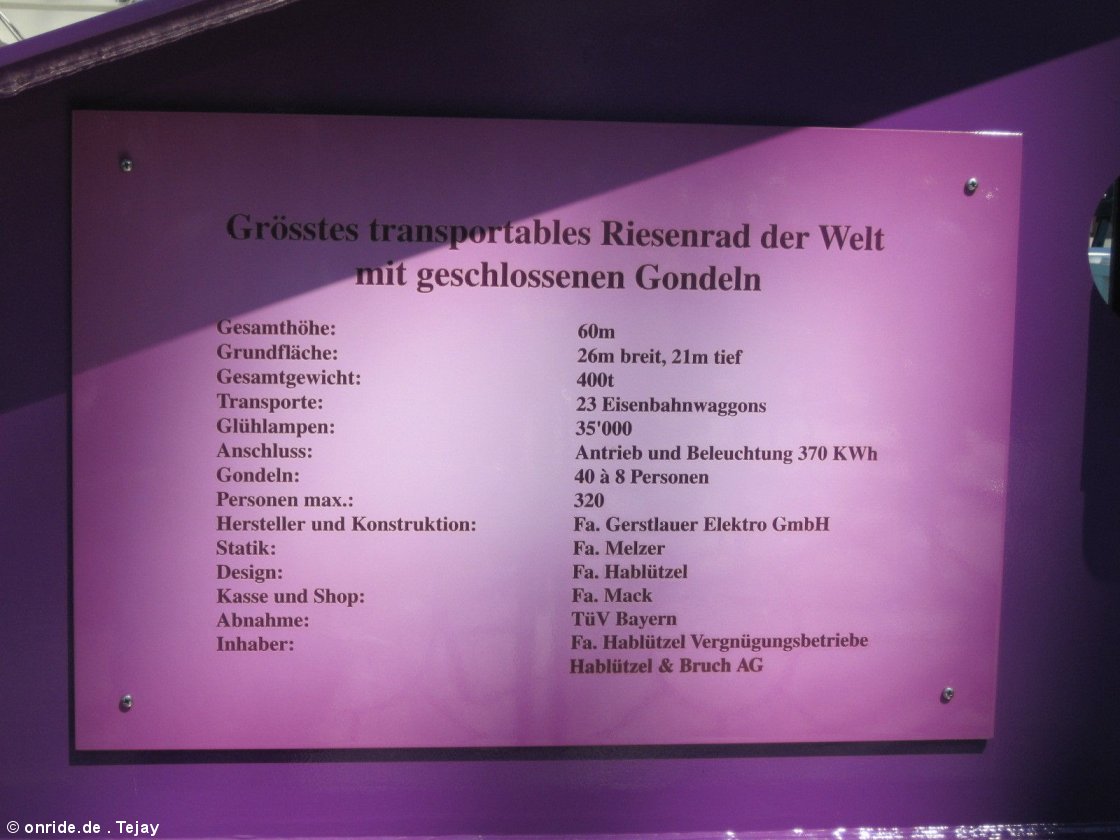 Grösstes transportables Riesenrad der Welt
mit geschlossenen Gondeln
Gesamthöhe: 60m
Grundfläche: 26m breit, 21m tief
Gesamtgewicht: 400t
Transporte: 23 Eisenbahnwaggons
Glühlampen: 35'000
Anschluss: Antrieb und Beleuchtung 370 KWh
Gondeln: 40 à 8 Personen
Personen max.: 320
Hersteller und Konstruktion: Fa. Gerstlauer Elektro GmbH
Statik: Fa. Melzer
Design: Fa. Hablützel
Kasse und Shop: Fa. Mack
Abnahme: TüV Bayern
Inhaber: Fa. Hablützel Vergnügungsbetriebe
Hablützel & Bruch AG
© onride.de . Tejay